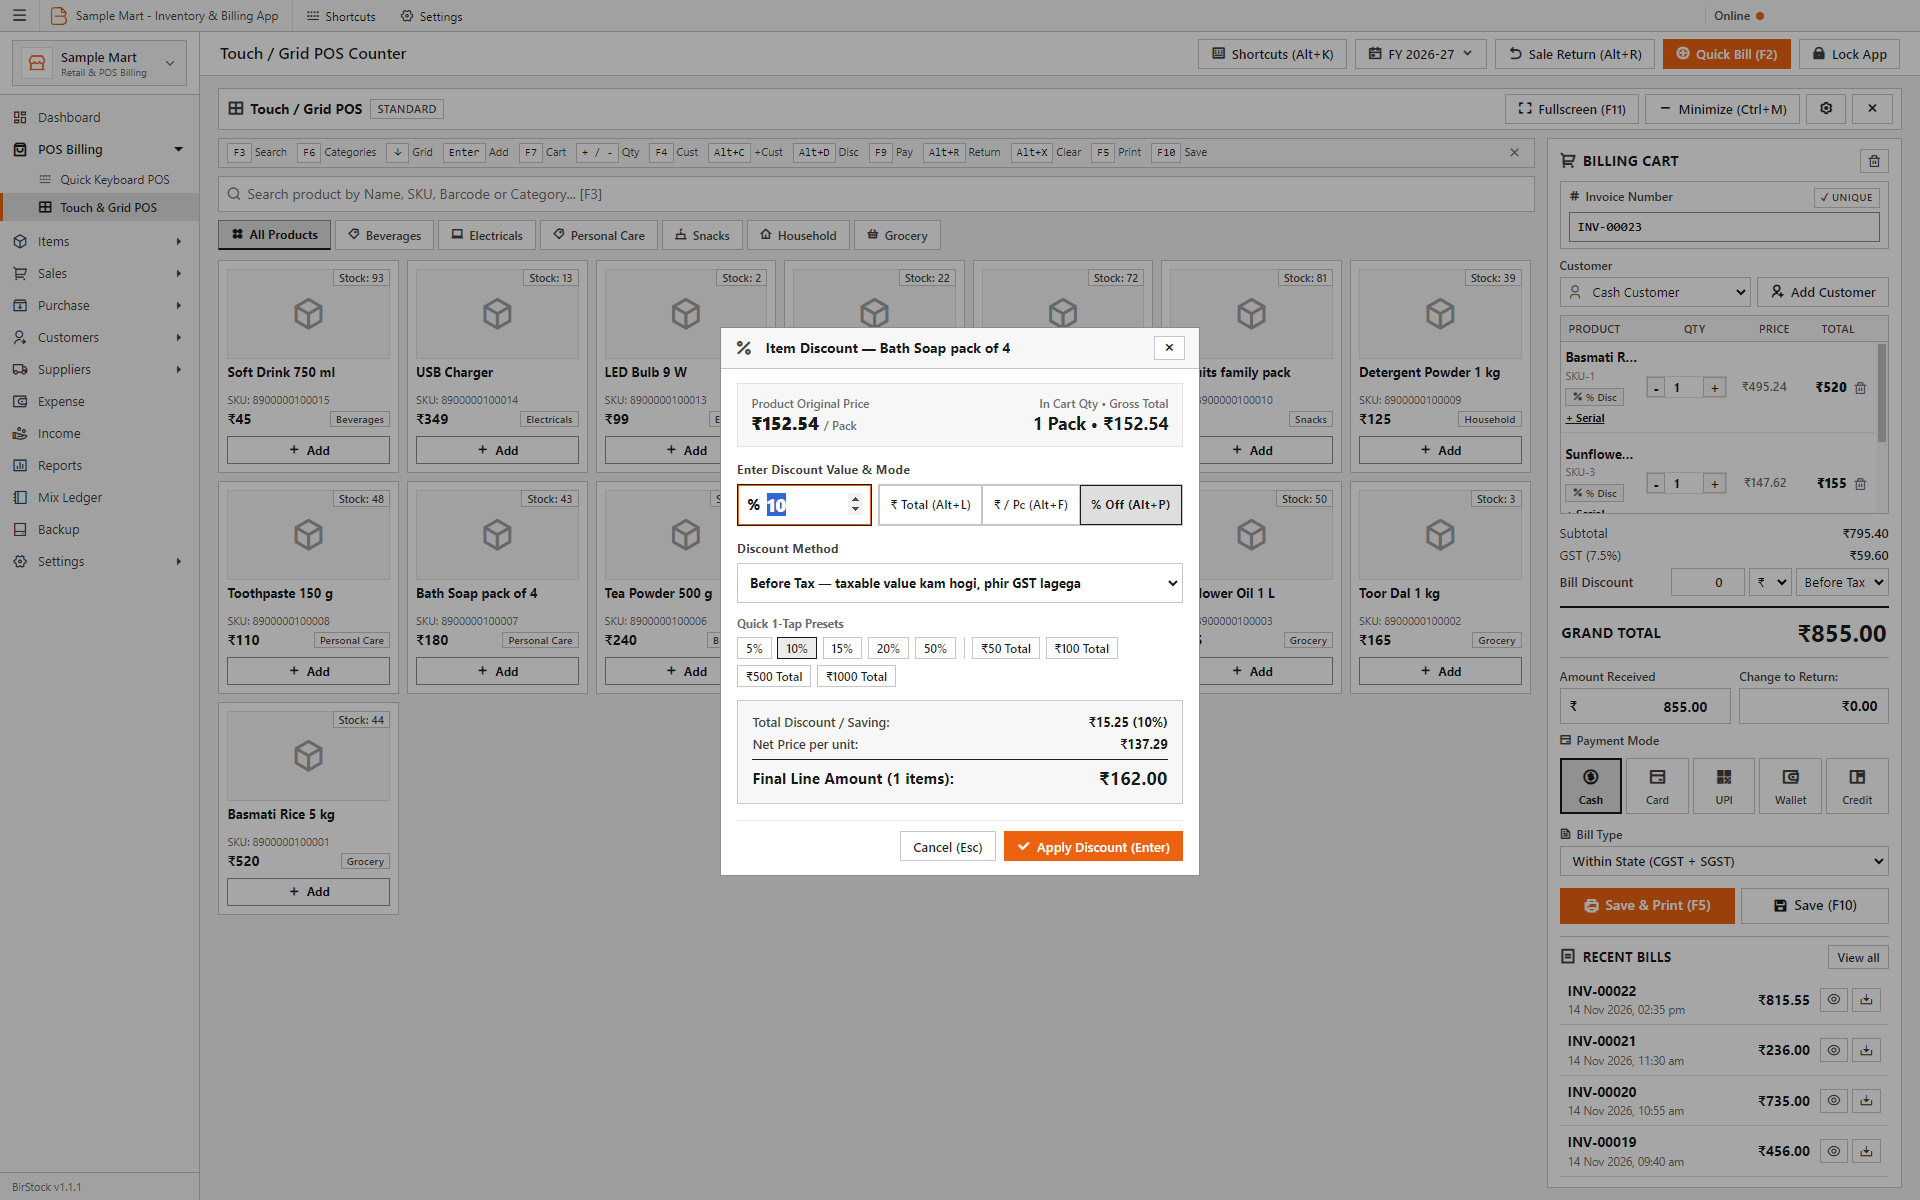 Sample Mart - Inventory & Billing App
Shortcuts
Settings
Online
Sample Mart
Retail & POS Billing
Touch / Grid POS Counter
Shortcuts (Alt+K)
FY 2026-27
Sale Return (Alt+R)
Quick Bill (F2)
Lock App
Dashboard
POS Billing
Quick Keyboard POS
Touch & Grid POS
Items
Sales
Purchase
Customers
Suppliers
Expense
Income
Reports
Mix Ledger
Backup
Settings
BirStock v1.1.1
Touch / Grid POS STANDARD
Fullscreen (F11)
Minimize (Ctrl+M)
F3 Search F6 Categories ↓ Grid Enter Add F7 Cart + / - Qty F4 Cust Alt+C +Cust Alt+D Disc F9 Pay Alt+R Return Alt+X Clear F5 Print F10 Save
Search product by Name, SKU, Barcode or Category... [F3]
All Products Beverages Electricals Personal Care Snacks Household Grocery
Stock: 93
Soft Drink 750 ml
SKU: 8900000100015
₹45 Beverages
+ Add
Stock: 13
USB Charger
SKU: 8900000100014
₹349 Electricals
+ Add
Stock: 2
LED Bulb 9 W
SKU: 8900000100013
₹99
+ Add
Stock: 22
Stock: 72
Stock: 81
its family pack
900000100010
Snacks
+ Add
Stock: 39
Detergent Powder 1 kg
SKU: 8900000100009
₹125 Household
+ Add
Stock: 48
Toothpaste 150 g
SKU: 8900000100008
₹110 Personal Care
+ Add
Stock: 43
Bath Soap pack of 4
SKU: 8900000100007
₹180 Personal Care
+ Add
Tea Powder 500 g
SKU: 8900000100006
₹240
+ Add
Stock: 50
lower Oil 1 L
900000100003
Grocery
+ Add
Stock: 3
Toor Dal 1 kg
SKU: 8900000100002
₹165 Grocery
+ Add
Stock: 44
Basmati Rice 5 kg
SKU: 8900000100001
₹520 Grocery
+ Add
Item Discount — Bath Soap pack of 4
Product Original Price
₹152.54 / Pack
In Cart Qty • Gross Total
1 Pack • ₹152.54
Enter Discount Value & Mode
% 10
₹ Total (Alt+L) ₹ / Pc (Alt+F) % Off (Alt+P)
Discount Method
Before Tax — taxable value kam hogi, phir GST lagega
Quick 1-Tap Presets
5% 10% 15% 20% 50% ₹50 Total ₹100 Total
₹500 Total ₹1000 Total
Total Discount / Saving: ₹15.25 (10%)
Net Price per unit: ₹137.29
Final Line Amount (1 items): ₹162.00
Cancel (Esc)
Apply Discount (Enter)
BILLING CART
# Invoice Number ✓ UNIQUE
INV-00023
Customer
Cash Customer
Add Customer
PRODUCT QTY PRICE TOTAL
Basmati R...
SKU-1
% % Disc
- 1 + ₹495.24 ₹520
+ Serial
Sunflowe...
SKU-3
% % Disc
- 1 + ₹147.62 ₹155
+ Serial
Subtotal ₹795.40
GST (7.5%) ₹59.60
Bill Discount 0 ₹ Before Tax
GRAND TOTAL ₹855.00
Amount Received
₹ 855.00
Change to Return:
₹0.00
Payment Mode
Cash Card UPI Wallet Credit
Bill Type
Within State (CGST + SGST)
Save & Print (F5)
Save (F10)
RECENT BILLS View all
INV-00022
14 Nov 2026, 02:35 pm
₹815.55
INV-00021
14 Nov 2026, 11:30 am
₹236.00
INV-00020
14 Nov 2026, 10:55 am
₹735.00
INV-00019
14 Nov 2026, 09:40 am
₹456.00